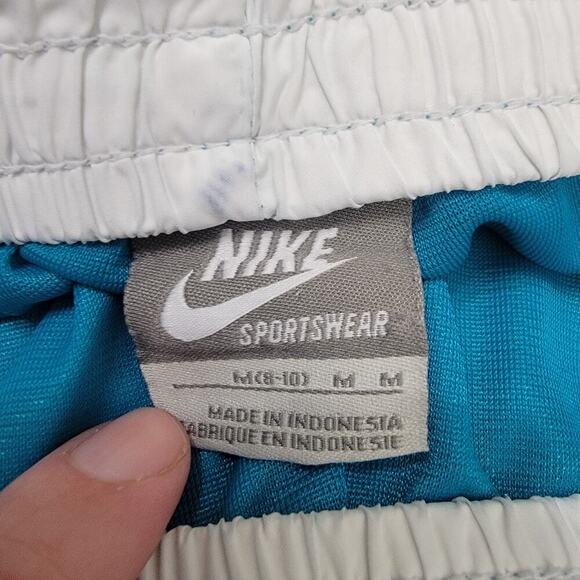 NIKE
SPORTSWEAR
M(8-10) M M
MADE IN INDONESIA
FABRIQUE EN INDONESIE